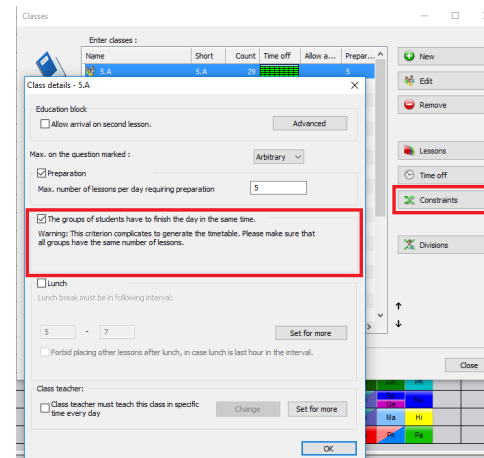 Classes
Enter classes :
Name Short Count Time off Allow a... Prepar...
5.A 5.A 29 5
New
Edit
Remove
Lessons
Time off
Constraints
Divisions
Close
Class details - 5.A
Education block
Allow arrival on second lesson.
Advanced
Max. on the question marked :
Arbitrary
Preparation
Max. number of lessons per day requiring preparation 5
The groups of students have to finish the day in the same time.
Warning: This criterion complicates to generate the timetable. Please make sure that
all groups have the same number of lessons.
Lunch
Lunch break must be in following interval:
5 - 7
Set for more
Forbid placing other lessons after lunch, in case lunch is last hour in the interval.
Class teacher:
Class teacher must teach this class in specific
time every day
Change
Set for more
OK
Ch Ph
Ge
Ma Hi
Ph Pa